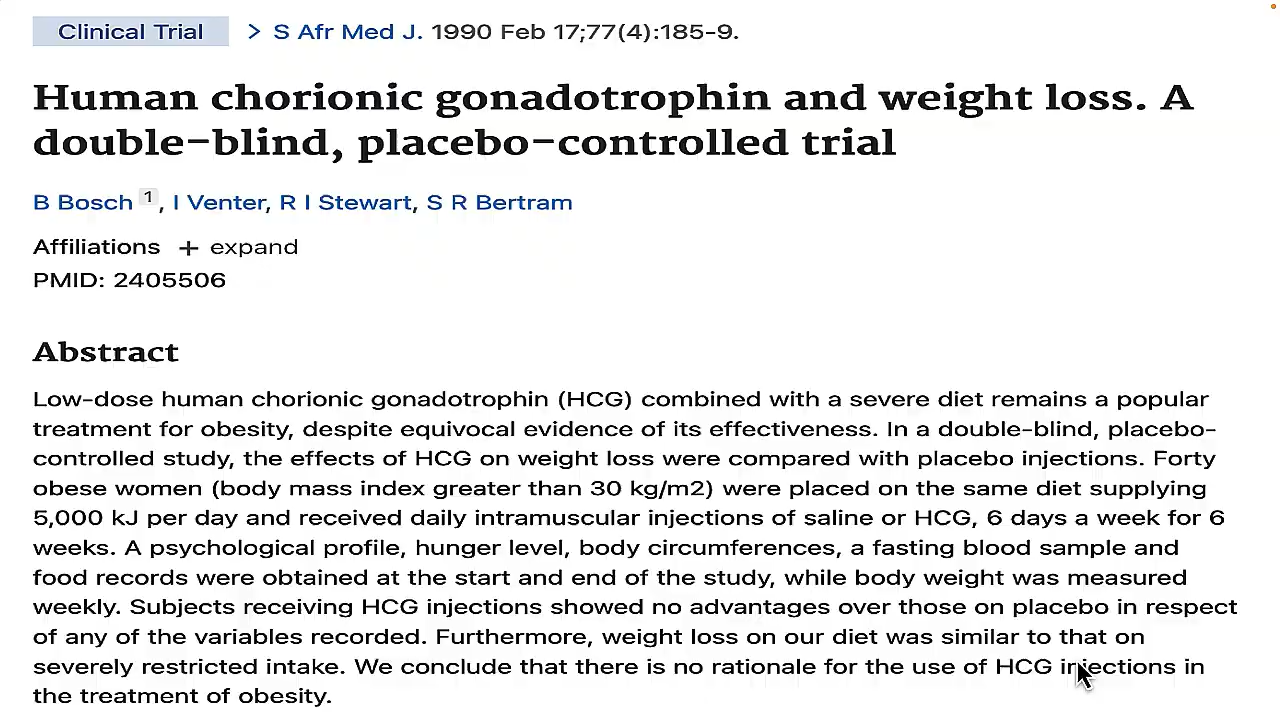 Clinical Trial > S Afr Med J. 1990 Feb 17;77(4):185-9.
Human chorionic gonadotrophin and weight loss. A
double-blind, placebo-controlled trial
B Bosch 1, I Venter, R I Stewart, S R Bertram
Affiliations + expand
PMID: 2405506
Abstract
Low-dose human chorionic gonadotrophin (HCG) combined with a severe diet remains a popular
treatment for obesity, despite equivocal evidence of its effectiveness. In a double-blind, placebo-
controlled study, the effects of HCG on weight loss were compared with placebo injections. Forty
obese women (body mass index greater than 30 kg/m2) were placed on the same diet supplying
5,000 kJ per day and received daily intramuscular injections of saline or HCG, 6 days a week for 6
weeks. A psychological profile, hunger level, body circumferences, a fasting blood sample and
food records were obtained at the start and end of the study, while body weight was measured
weekly. Subjects receiving HCG injections showed no advantages over those on placebo in respect
of any of the variables recorded. Furthermore, weight loss on our diet was similar to that on
severely restricted intake. We conclude that there is no rationale for the use of HCG injections in
the treatment of obesity.